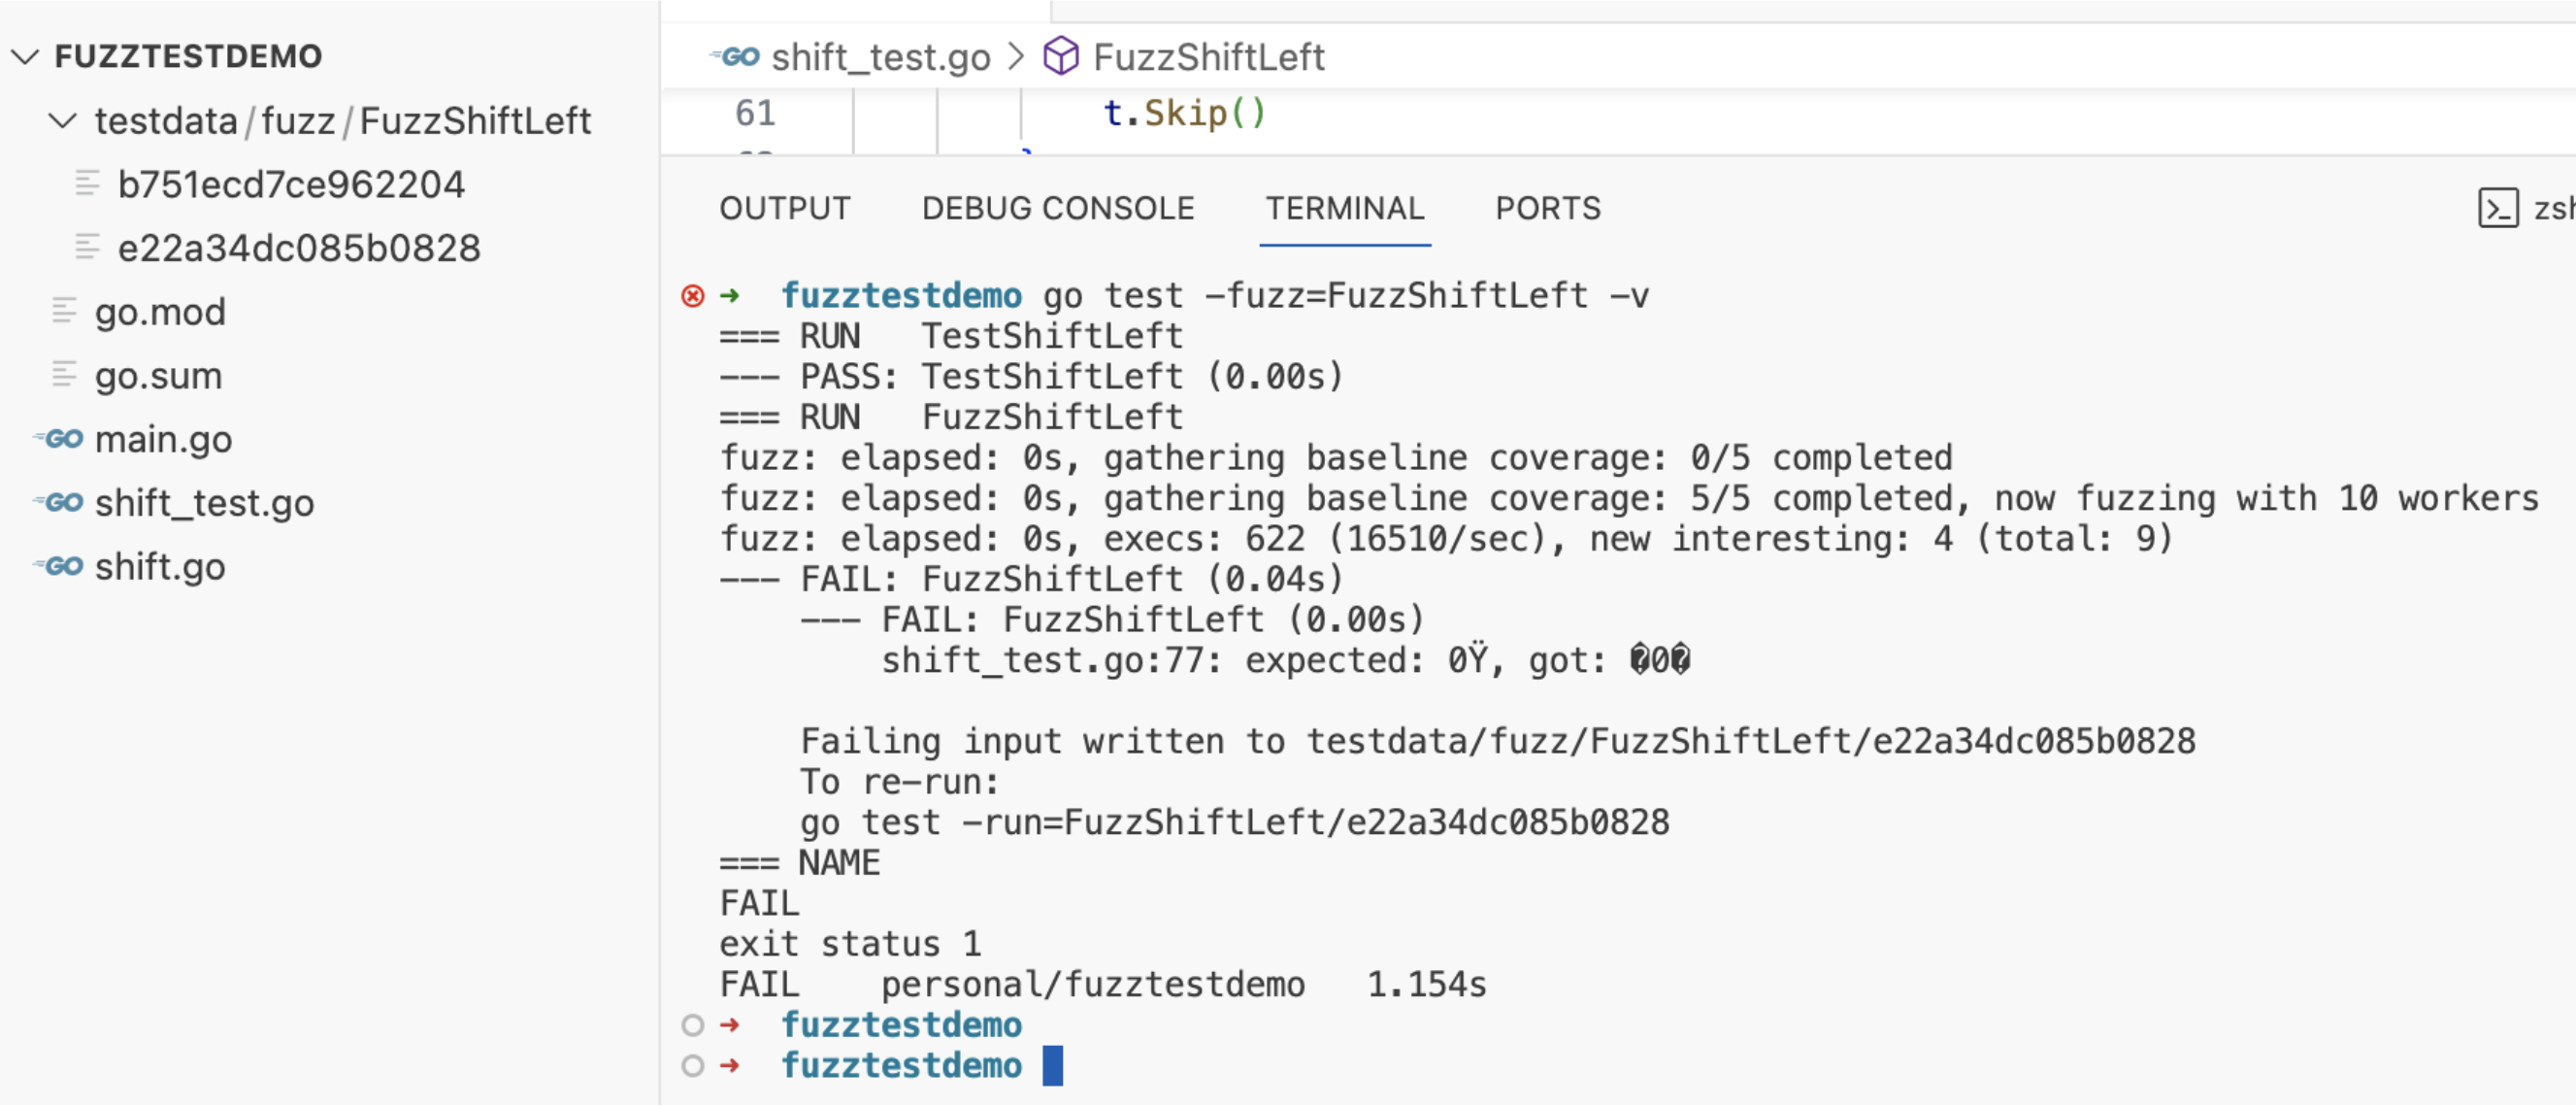 FUZZTESTDEMO
testdata/fuzz/FuzzShiftLeft
b751ecd7ce962204
e22a34dc085b0828
go.mod
go.sum
GO main.go
GO shift_test.go
GO shift.go
GO shift_test.go > FuzzShiftLeft
61 t.Skip()
OUTPUT DEBUG CONSOLE TERMINAL PORTS
➜ fuzztestdemo go test -fuzz=FuzzShiftLeft -v
=== RUN TestShiftLeft
--- PASS: TestShiftLeft (0.00s)
=== RUN FuzzShiftLeft
fuzz: elapsed: 0s, gathering baseline coverage: 0/5 completed
fuzz: elapsed: 0s, gathering baseline coverage: 5/5 completed, now fuzzing with 10 workers
fuzz: elapsed: 0s, execs: 622 (16510/sec), new interesting: 4 (total: 9)
--- FAIL: FuzzShiftLeft (0.04s)
--- FAIL: FuzzShiftLeft (0.00s)
shift_test.go:77: expected: 0Ÿ, got: �0�
Failing input written to testdata/fuzz/FuzzShiftLeft/e22a34dc085b0828
To re-run:
go test -run=FuzzShiftLeft/e22a34dc085b0828
=== NAME
FAIL
exit status 1
FAIL personal/fuzztestdemo 1.154s
➜ fuzztestdemo
➜ fuzztestdemo